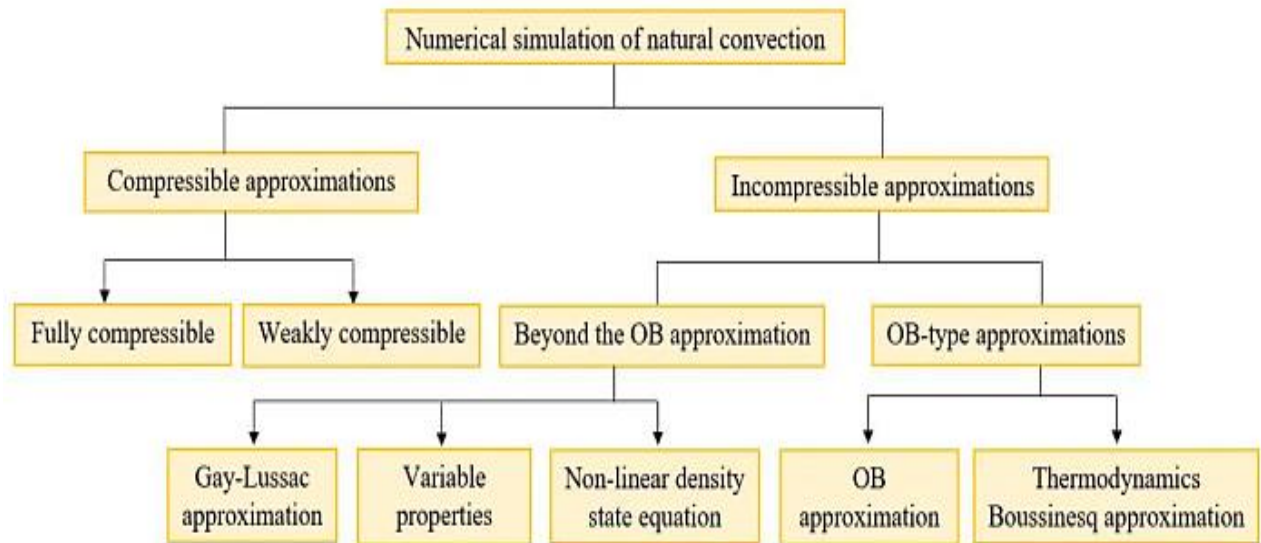 Numerical simulation of natural convection
Compressible approximations
Incompressible approximations
Fully compressible
Weakly compressible
Beyond the OB approximation
OB-type approximations
Gay-Lussac
approximation
Variable
properties
Non-linear density
state equation
OB
approximation
Thermodynamics
Boussinesq approximation